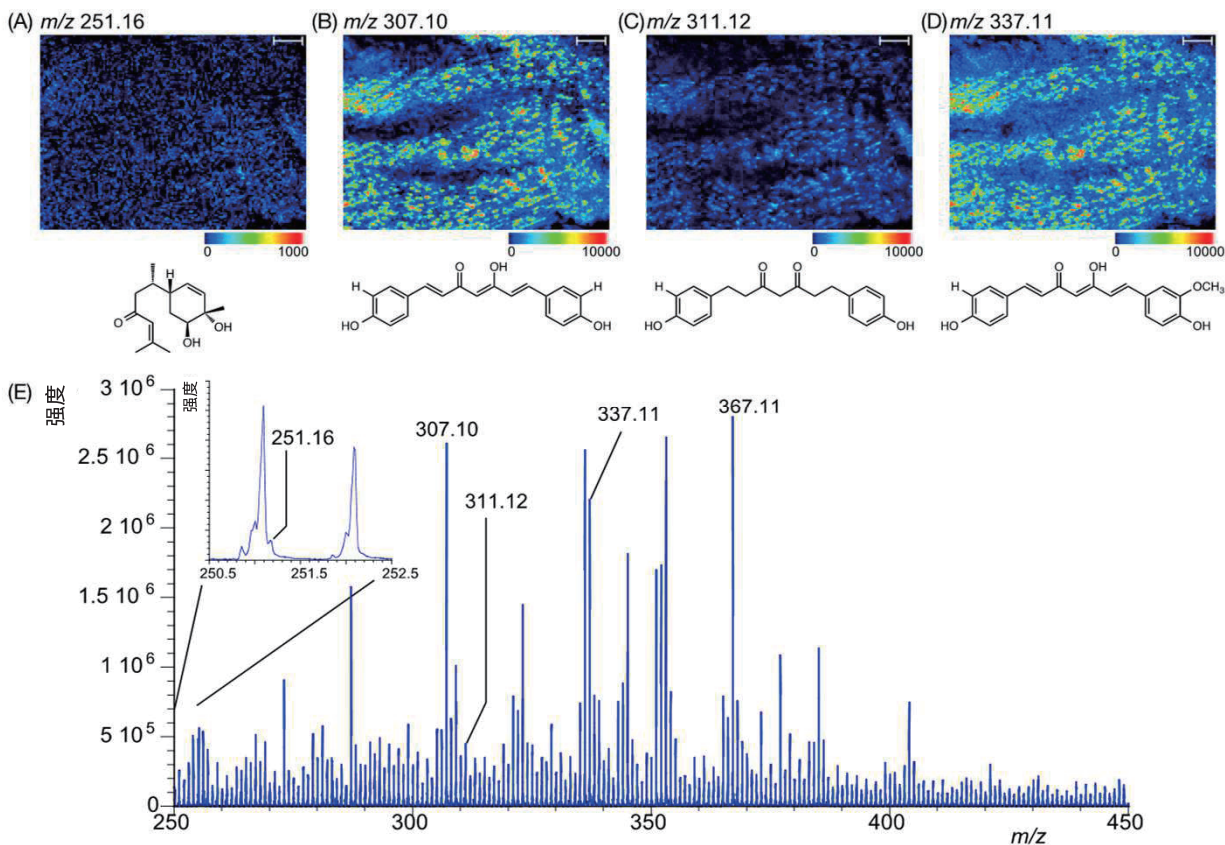 (A) m/z 251.16
(B) m/z 307.10
(C) m/z 311.12
(D) m/z 337.11
0 1000
0 10000
0 10000
0 10000
H
O
OH
OH
O OH
H H
HO OH
O O
HO OH
O OH
H OCH₃
HO OH
(E)
强度
3 10⁶
2.5 10⁶
2 10⁶
1.5 10⁶
1 10⁶
5 10⁵
0
强度
251.16
250.5 251.5 252.5
307.10
311.12
337.11
367.11
250 300 350 400 450
m/z